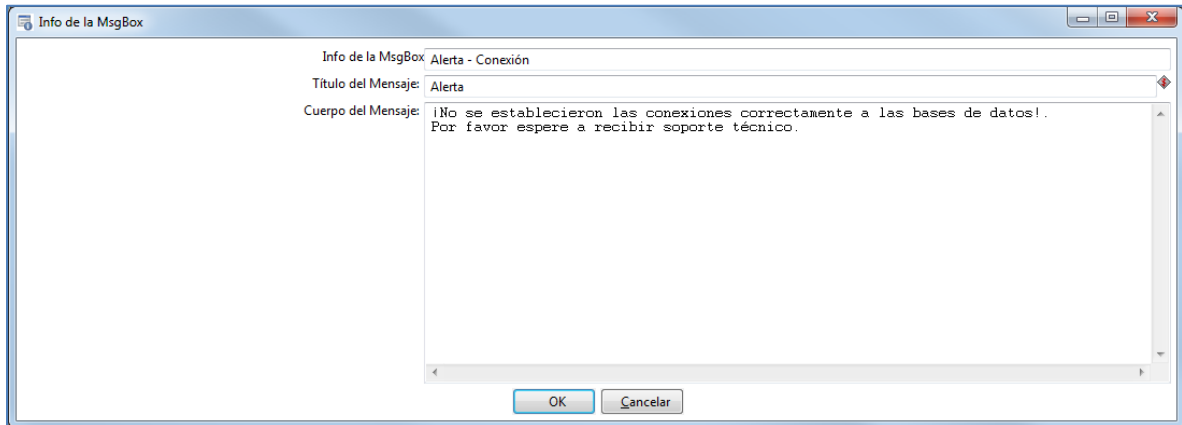 Info de la MsgBox
Info de la MsgBox Alerta - Conexión
Título del Mensaje: Alerta
Cuerpo del Mensaje: ¡No se establecieron las conexiones correctamente a las bases de datos!.
Por favor espere a recibir soporte técnico.
OK Cancelar